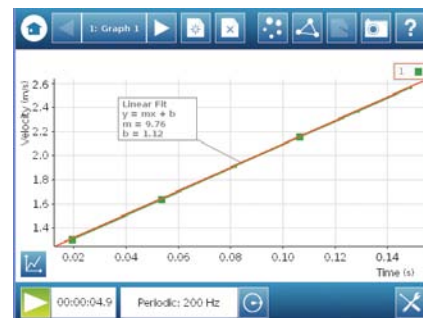 1: Graph 1
?
1
Velocity (m/s)
2.6
2.4
2.2
2.0
1.8
1.6
1.4
Linear Fit
y = mx + b
m = 9.76
b = 1.12
0.02
0.04
0.06
0.08
0.10
0.12
0.14
Time (s)
00:00:04.9
Periodic: 200 Hz